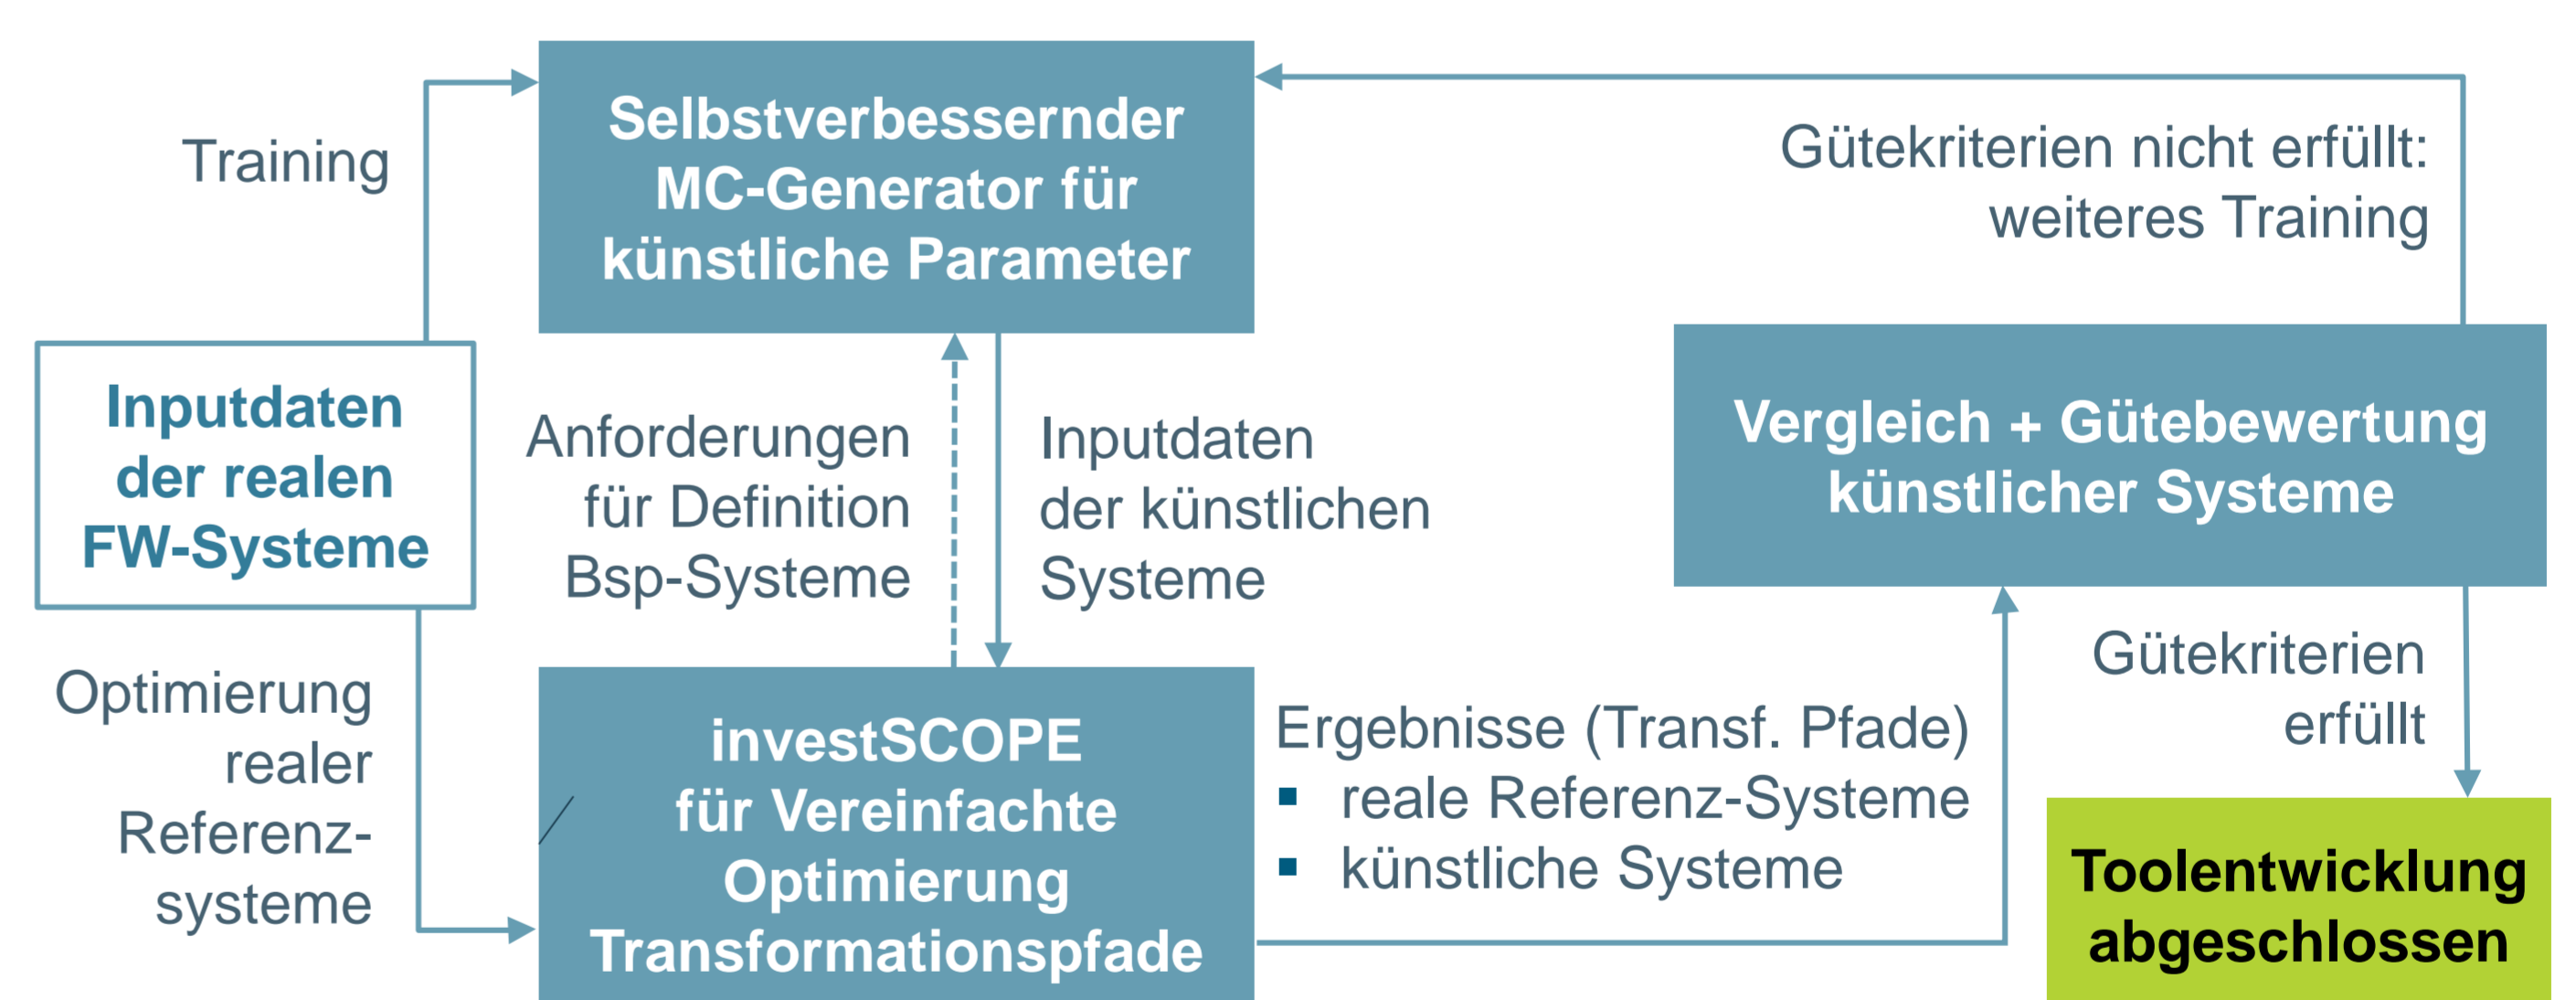 Training
Selbstverbessernder
MC-Generator für
künstliche Parameter
Gütekriterien nicht erfüllt:
weiteres Training
Inputdaten
der realen
FW-Systeme
Anforderungen
für Definition
Bsp-Systeme
Inputdaten
der künstlichen
Systeme
Vergleich + Gütebewertung
künstlicher Systeme
Optimierung
realer
Referenz-
systeme
investSCOPE
für Vereinfachte
Optimierung
Transformationspfade
Ergebnisse (Transf. Pfade)
▪ reale Referenz-Systeme
▪ künstliche Systeme
Gütekriterien
erfüllt
Toolentwicklung
abgeschlossen